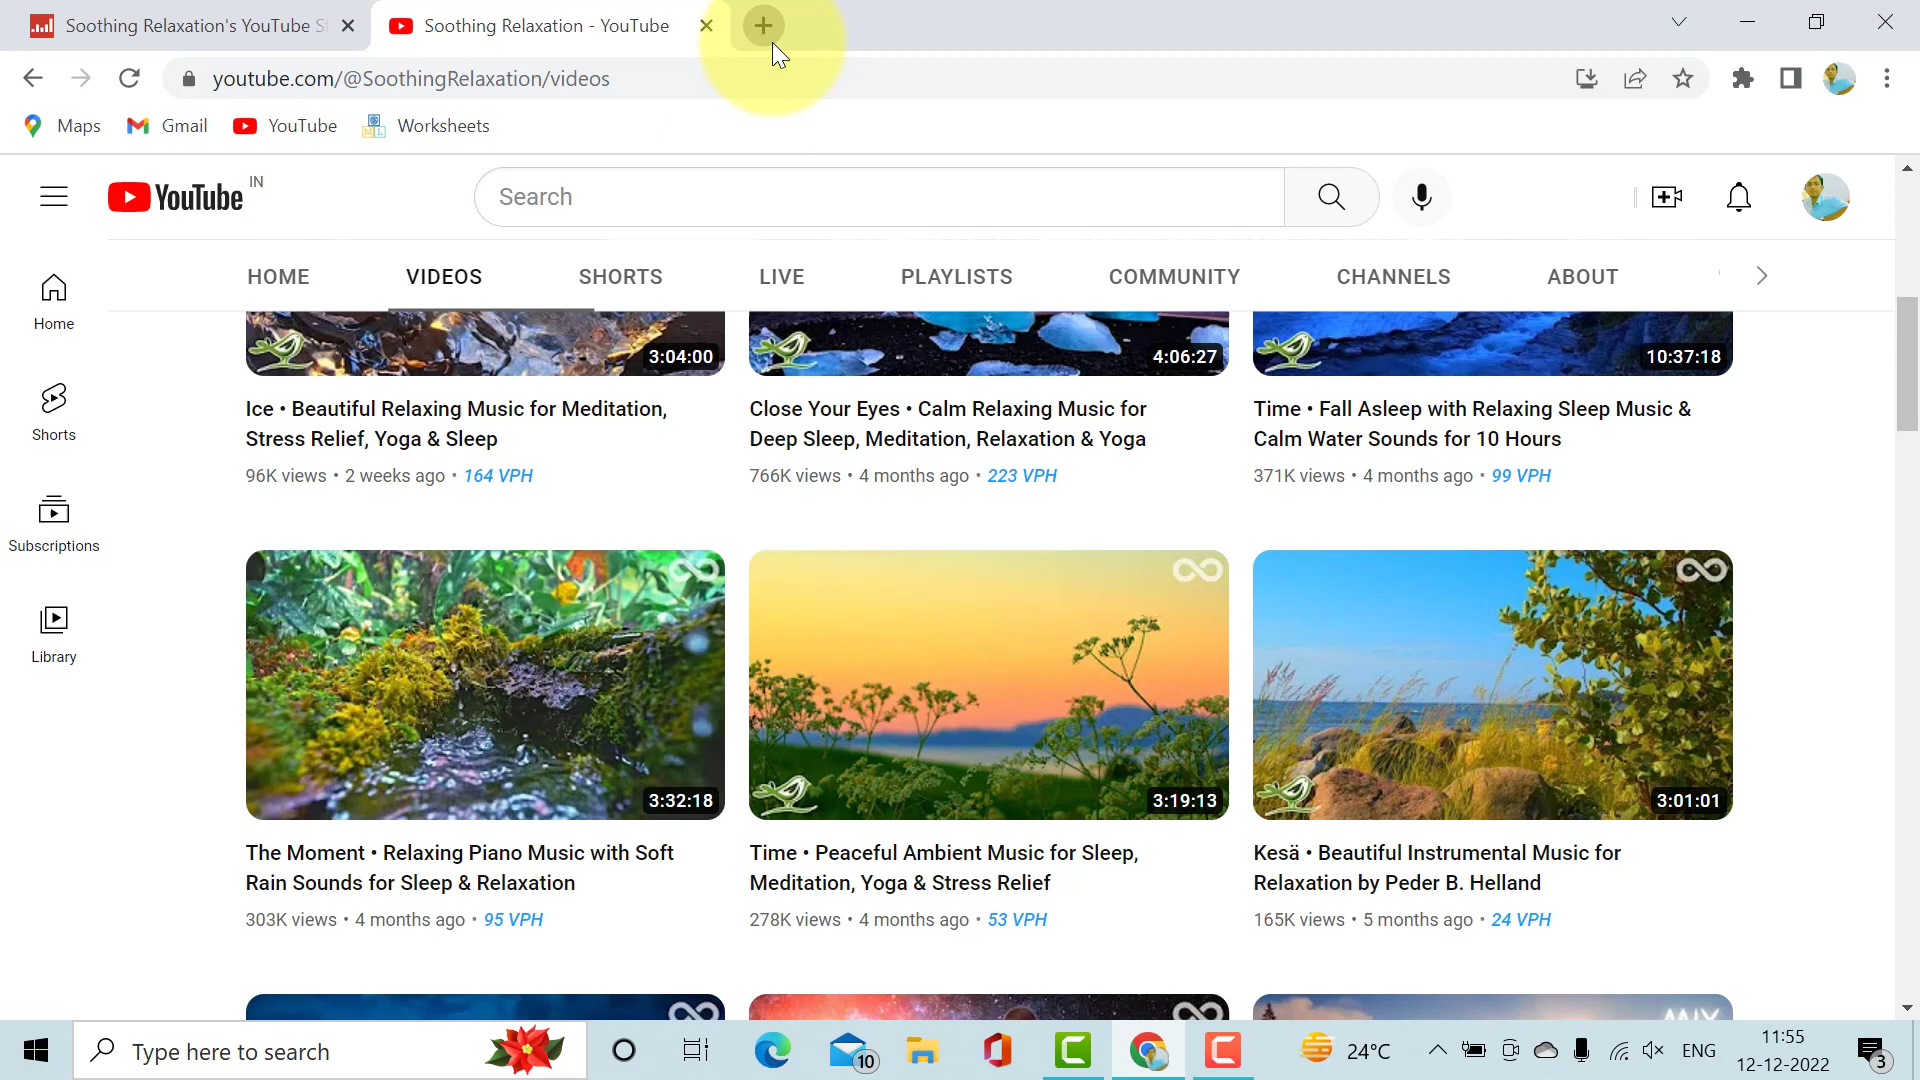 Soothing Relaxation's YouTube S
Soothing Relaxation - YouTube
youtube.com/@SoothingRelaxation/videos
Maps
Gmail
YouTube
Worksheets
YouTube
IN
Search
HOME
VIDEOS
SHORTS
LIVE
PLAYLISTS
COMMUNITY
CHANNELS
ABOUT
Home
Shorts
Subscriptions
Library
3:04:00
4:06:27
10:37:18
Ice • Beautiful Relaxing Music for Meditation,
Stress Relief, Yoga & Sleep
96K views • 2 weeks ago • 164 VPH
Close Your Eyes • Calm Relaxing Music for
Deep Sleep, Meditation, Relaxation & Yoga
766K views • 4 months ago • 223 VPH
Time • Fall Asleep with Relaxing Sleep Music &
Calm Water Sounds for 10 Hours
371K views • 4 months ago • 99 VPH
3:32:18
3:19:13
3:01:01
The Moment • Relaxing Piano Music with Soft
Rain Sounds for Sleep & Relaxation
303K views • 4 months ago • 95 VPH
Time • Peaceful Ambient Music for Sleep,
Meditation, Yoga & Stress Relief
278K views • 4 months ago • 53 VPH
Kesä • Beautiful Instrumental Music for
Relaxation by Peder B. Helland
165K views • 5 months ago • 24 VPH
Type here to search
10
24°C
ENG
11:55
12-12-2022
3